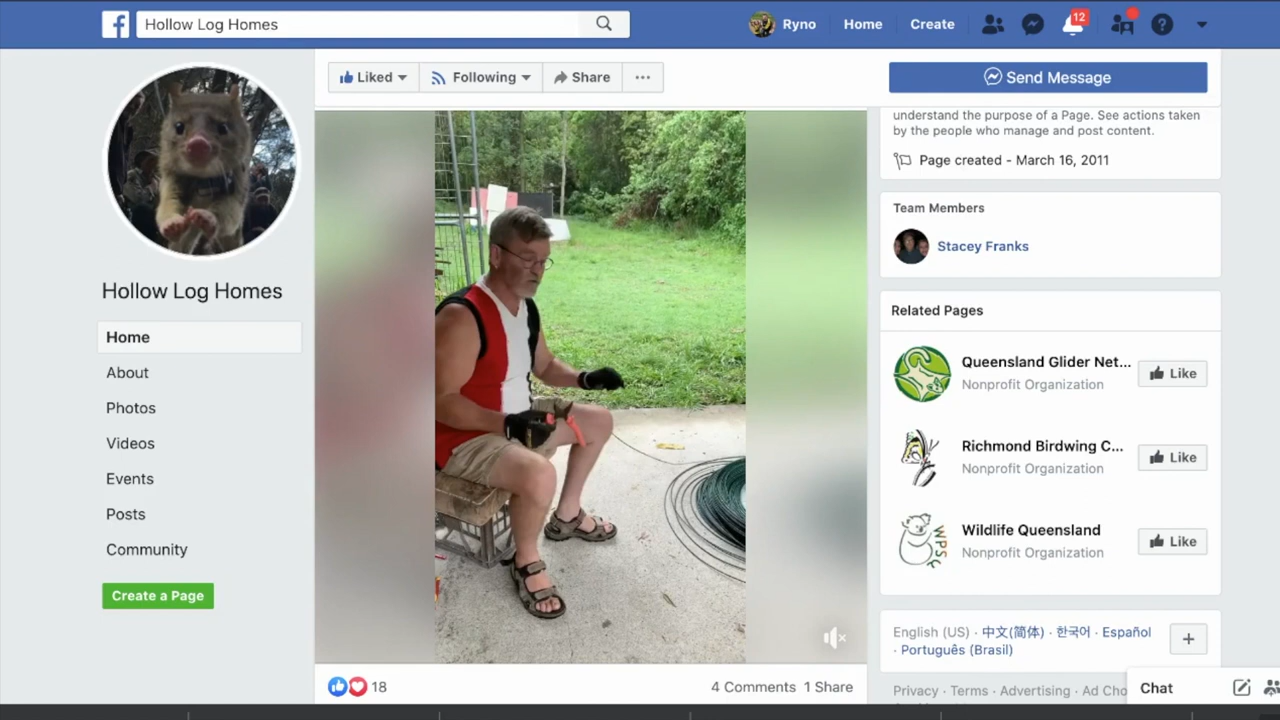 Hollow Log Homes
Ryno
Home
Create
12
Liked
Following
Share
Send Message
understand the purpose of a Page. See actions taken
by the people who manage and post content.
Page created - March 16, 2011
Team Members
Stacey Franks
Hollow Log Homes
Home
About
Photos
Videos
Events
Posts
Community
Create a Page
Related Pages
Queensland Glider Net...
Nonprofit Organization
Like
Richmond Birdwing C...
Nonprofit Organization
Like
WPSQ
Wildlife Queensland
Nonprofit Organization
Like
English (US) · 中文(简体) · 한국어 · Español
· Português (Brasil)
18
4 Comments 1 Share
Privacy · Terms · Advertising · Ad Cho
Chat